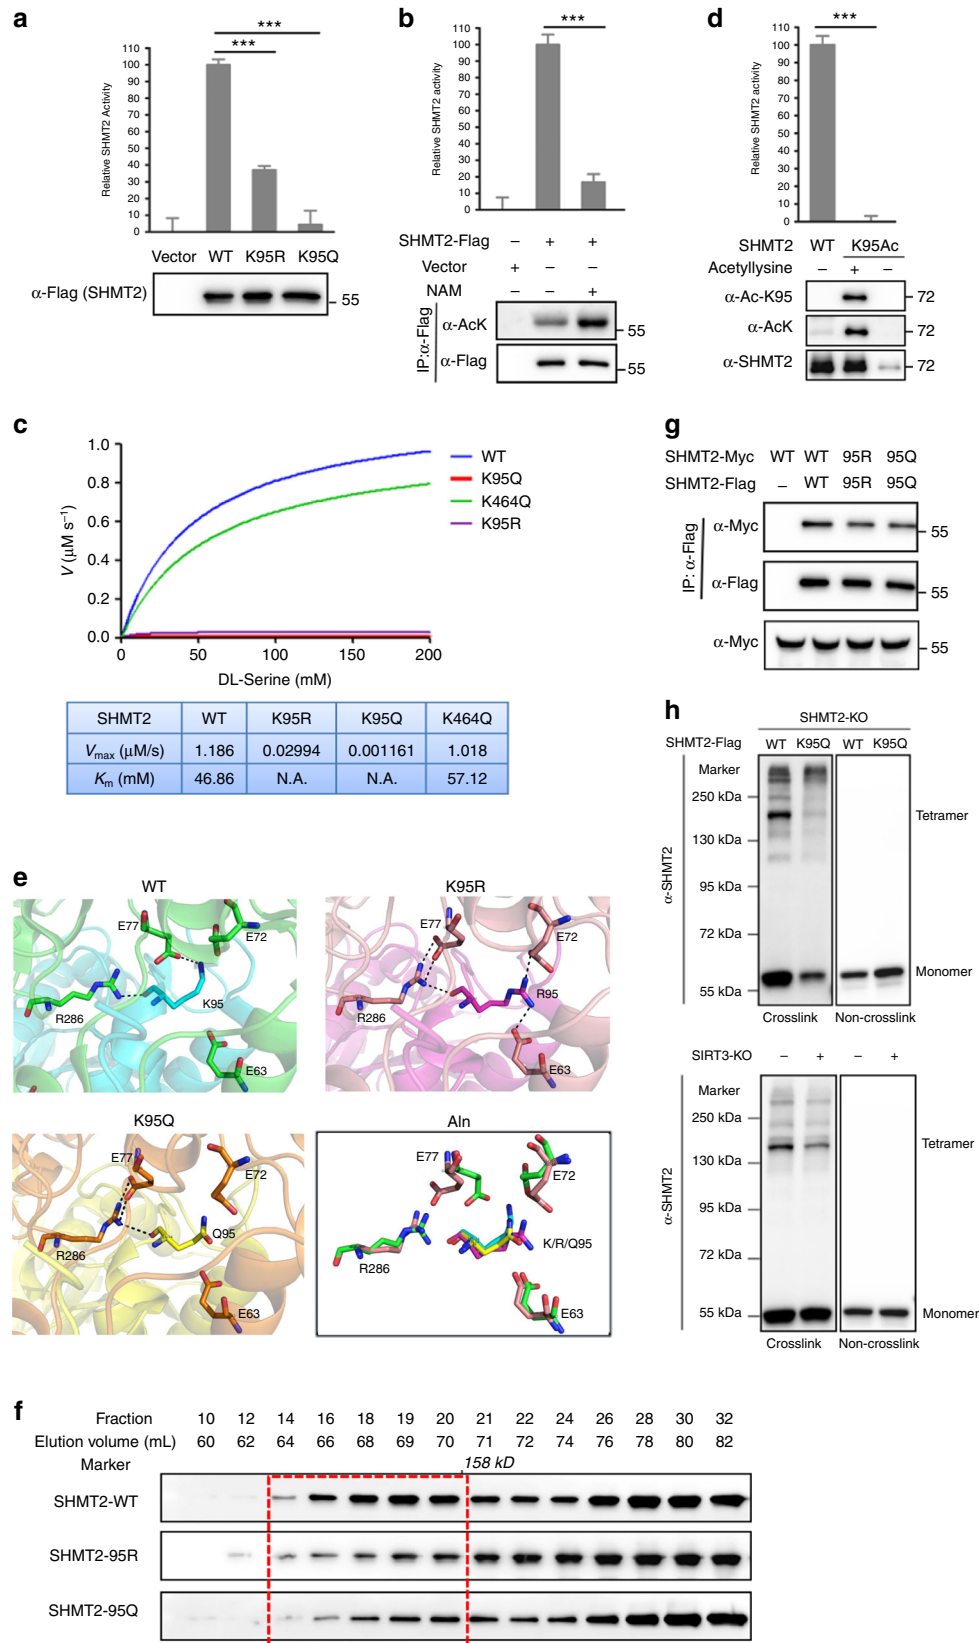 a
***
***
Relative SHMT2 Activity
110
100
90
80
70
60
50
40
30
20
10
0
Vector WT K95R K95Q
α-Flag (SHMT2)
55
b
***
Relative SHMT2 activity
110
100
90
80
70
60
50
40
30
20
10
0
SHMT2-Flag – + +
Vector + – –
NAM – – +
IP:α-Flag
α-AcK
55
α-Flag
55
d
***
Relative SHMT2 activity
110
100
90
80
70
60
50
40
30
20
10
0
SHMT2 WT K95Ac
Acetyllysine – + –
α-Ac-K95
72
α-AcK
72
α-SHMT2
72
c
V (μM s⁻¹)
1.0
0.8
0.6
0.4
0.2
0.0
0 50 100 150 200
DL-Serine (mM)
WT
K95Q
K464Q
K95R
SHMT2 WT K95R K95Q K464Q
Vmax (μM/s) 1.186 0.02994 0.001161 1.018
Km (mM) 46.86 N.A. N.A. 57.12
g
SHMT2-Myc WT WT 95R 95Q
SHMT2-Flag – WT 95R 95Q
IP: α-Flag
α-Myc
55
α-Flag
55
α-Myc
55
h
SHMT2-KO
SHMT2-Flag WT K95Q WT K95Q
α-SHMT2
Marker
250 kDa
Tetramer
130 kDa
95 kDa
72 kDa
Monomer
55 kDa
Crosslink Non-crosslink
SIRT3-KO – + – +
α-SHMT2
Marker
250 kDa
Tetramer
130 kDa
95 kDa
72 kDa
55 kDa
Monomer
Crosslink Non-crosslink
e
WT
E77
E72
K95
R286
E63
K95R
E77
E72
R95
R286
E63
K95Q
E77
E72
Q95
R286
E63
Aln
E77
E72
K/R/Q95
R286
E63
f
Fraction 10 12 14 16 18 19 20 21 22 24 26 28 30 32
Elution volume (mL) 60 62 64 66 68 69 70 71 72 74 76 78 80 82
Marker 158 kD
SHMT2-WT
SHMT2-95R
SHMT2-95Q